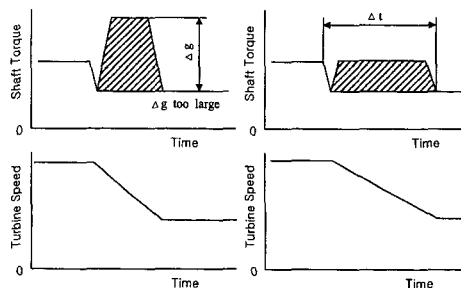 Shaft Torque
Δg
Δg too large
0
Time
Shaft Torque
Δt
0
Time
Turbine Speed
0
Time
Turbine Speed
0
Time